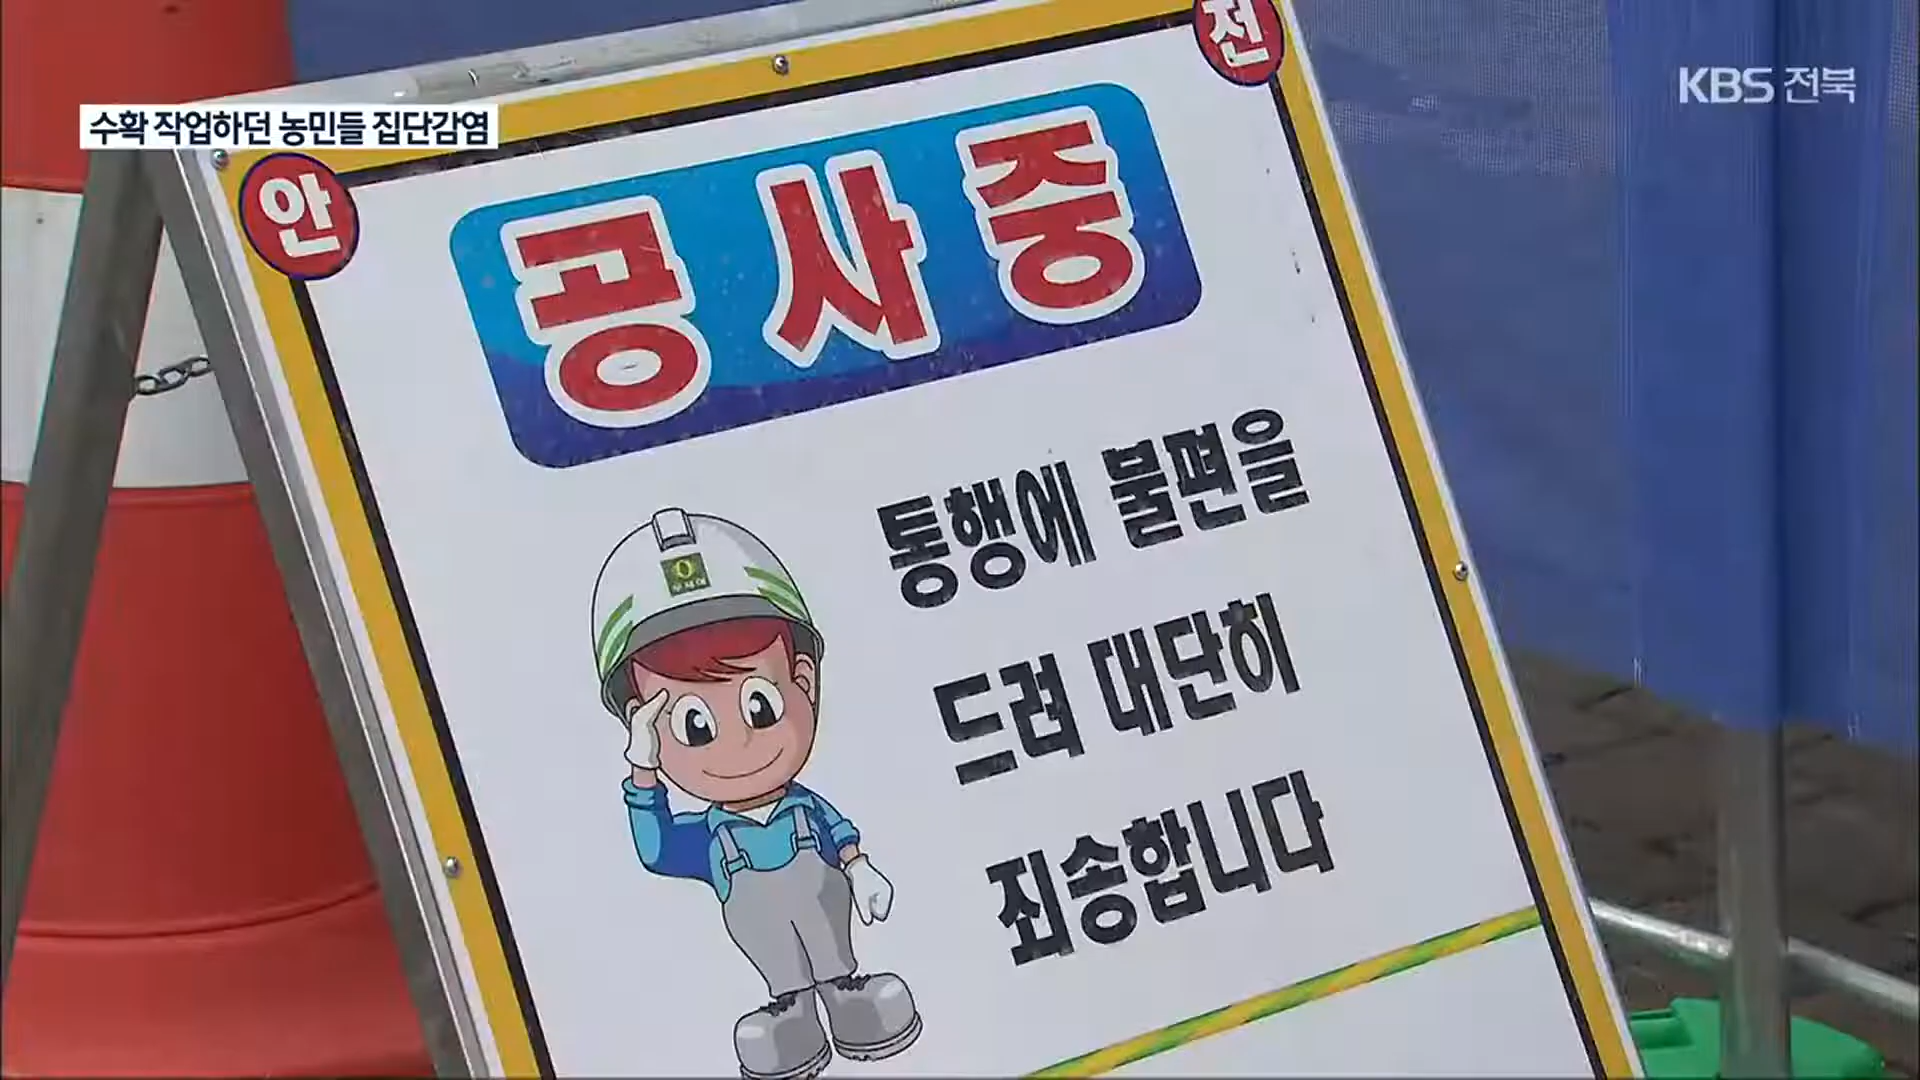 수확 작업하던 농민들 집단감염
KBS 전북
안
전
공사중
통행에 불편을
드려 대단히
죄송합니다